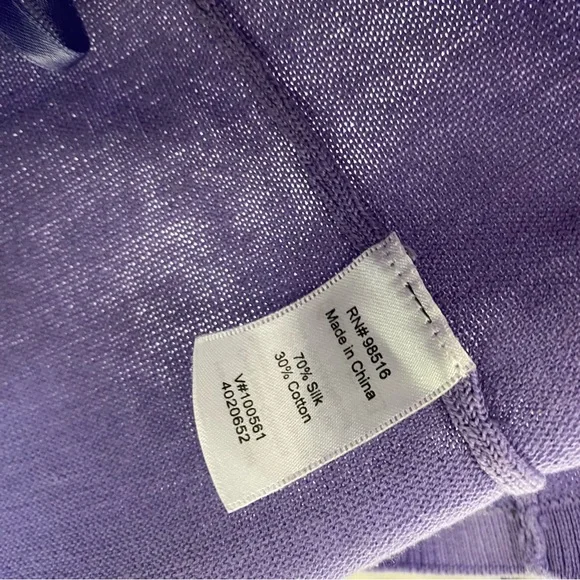 RN# 98516
Made in China
70% Silk
30% Cotton
V#100561
4020652